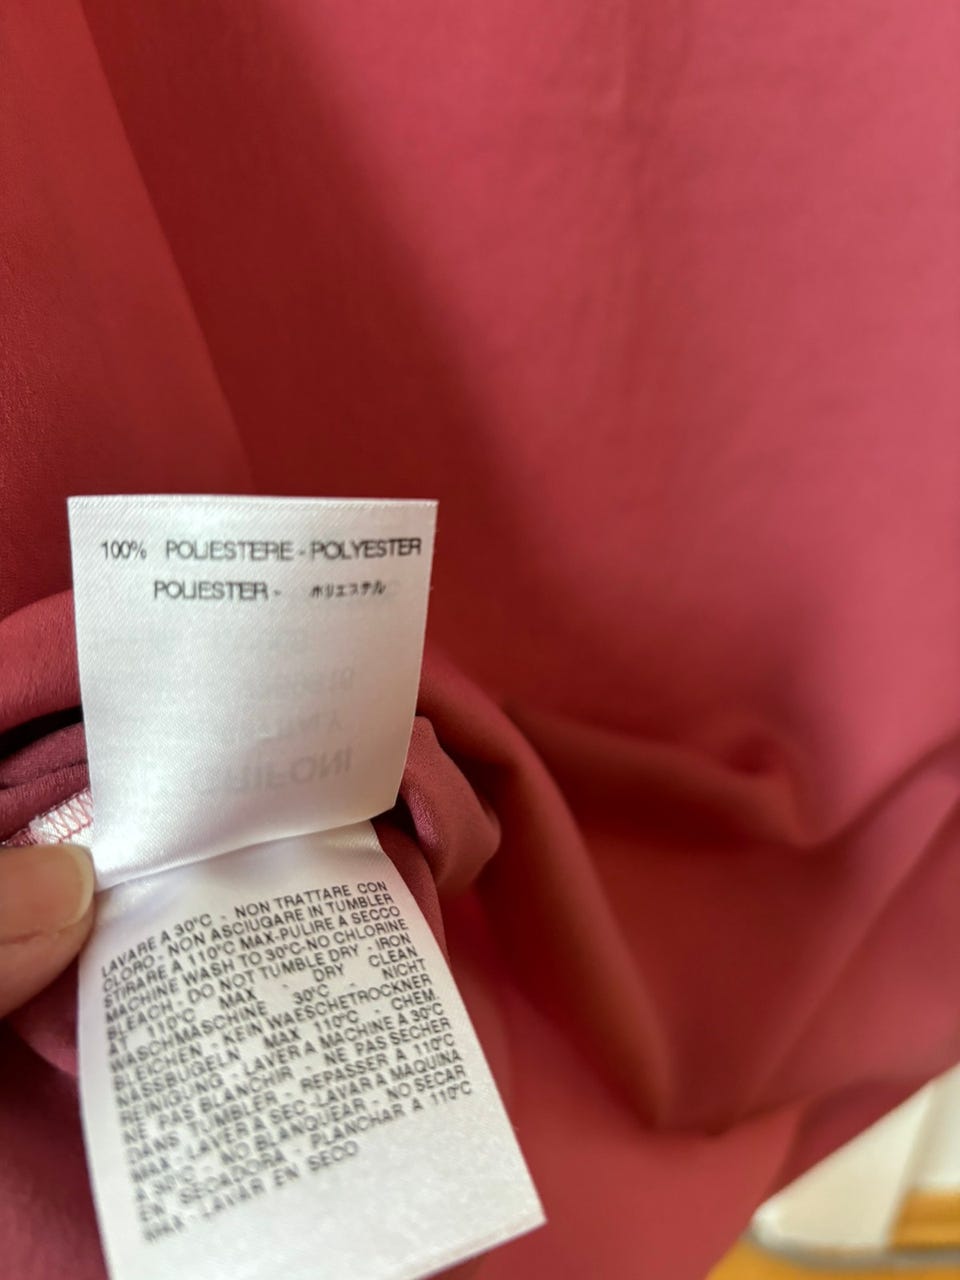 100% POLIESTERE - POLYESTER
POLIESTER - ポリエステル
LAVARE A 30°C - NON TRATTARE CON
CLORO - NON ASCIUGARE IN TUMBLER
STIRARE A 110°C MAX-PULIRE A SECCO
MACHINE WASH TO 30°C-NO CHLORINE
BLEACH - DO NOT TUMBLE DRY - IRON
AT 110°C MAX - DRY CLEAN
WASCHMASCHINE 30°C - NICHT
BLEICHEN - KEIN WAESCHETROCKNER
NASSBUGELN MAX 110°C - CHEM.
REINIGUNG - LAVER A MACHINE A 30°C
NE PAS BLANCHIR - NE PAS SECHER
DANS TUMBLER - REPASSER A 110°C
MAX - LAVER A SEC-LAVAR A MAQUINA
A 30°C - NO BLANQUEAR - NO SECAR
EN SECADORA - PLANCHAR A 110°C
MAX - LAVAR EN SECO